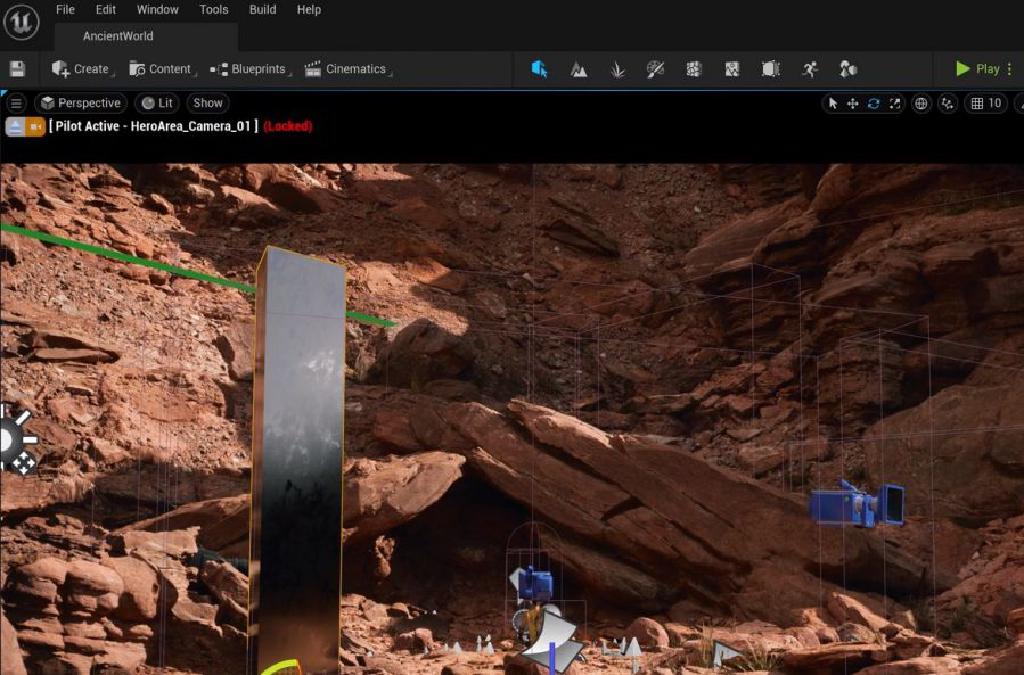 File Edit Window Tools Build Help
AncientWorld
Create Content Blueprints Cinematics Play
Perspective Lit Show 10
[ Pilot Active - HeroArea_Camera_01 ] (Locked)